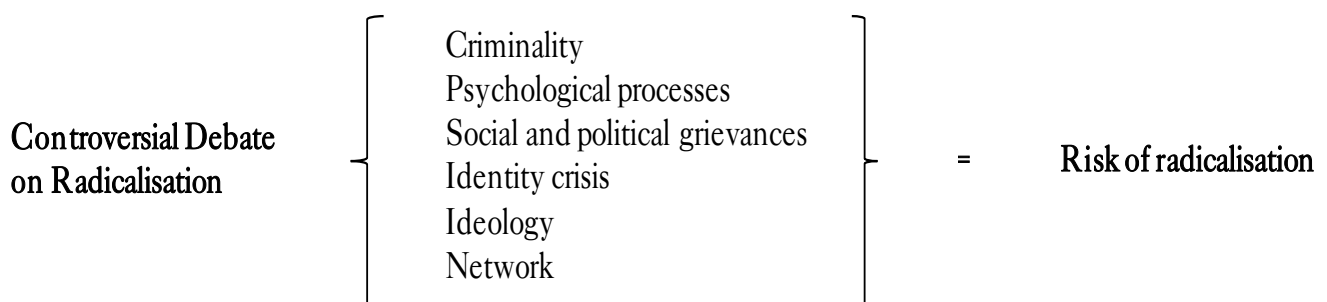 Controversial Debate
on Radicalisation
Criminality
Psychological processes
Social and political grievances
Identity crisis
Ideology
Network
=
Risk of radicalisation